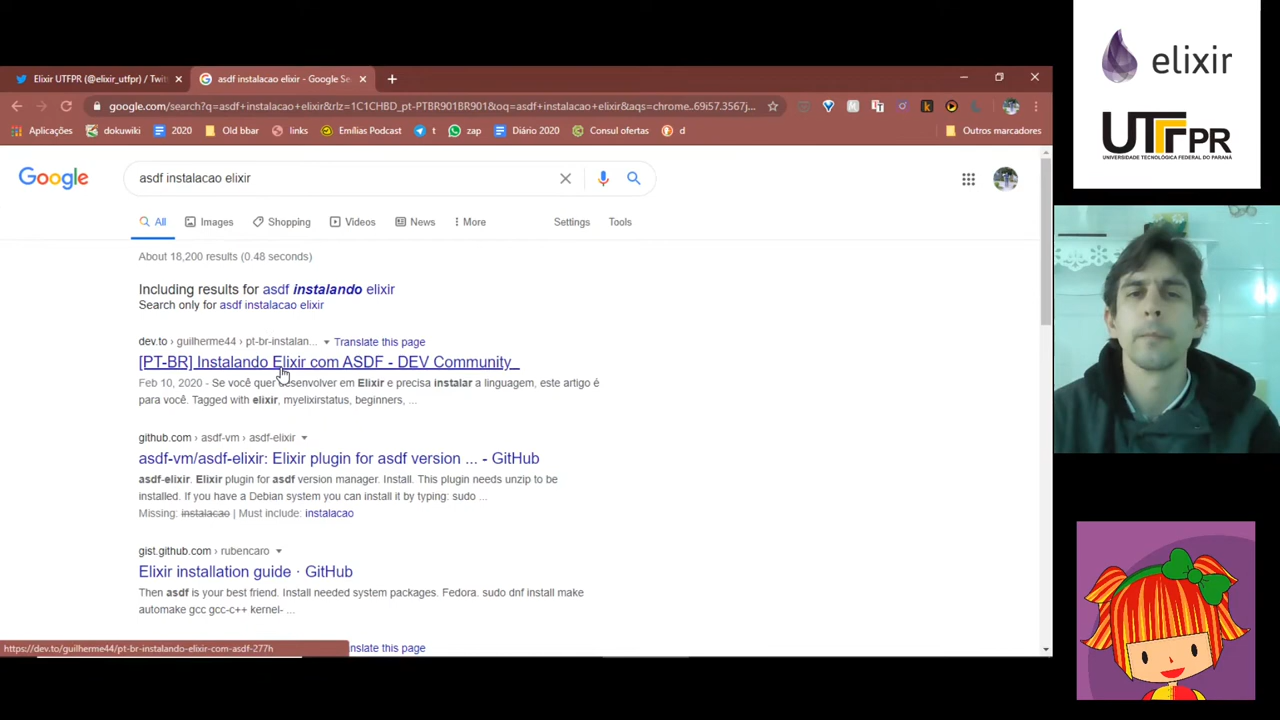 elixir
UTFPR
UNIVERSIDADE TECNOLÓGICA FEDERAL DO PARANÁ
Elixir UTFPR (@elixir_utfpr) / Twitt
asdf instalacao elixir - Google Se
google.com/search?q=asdf+instalacao+elixir&rlz=1C1CHBD_pt-PTBR901BR901&oq=asdf+instalacao+elixir&aqs=chrome..69i57.3567j...
Aplicações
dokuwiki
2020
Old bbar
links
Emílias Podcast
t
zap
Diário 2020
Consul ofertas
d
Outros marcadores
Google
asdf instalacao elixir
All
Images
Shopping
Videos
News
More
Settings
Tools
About 18,200 results (0.48 seconds)
Including results for asdf instalando elixir
Search only for asdf instalacao elixir
dev.to › guilherme44 › pt-br-instalan... Translate this page
[PT-BR] Instalando Elixir com ASDF - DEV Community
Feb 10, 2020 - Se você quer desenvolver em Elixir e precisa instalar a linguagem, este artigo é
para você. Tagged with elixir, myelixirstatus, beginners, ...
github.com › asdf-vm › asdf-elixir
asdf-vm/asdf-elixir: Elixir plugin for asdf version ... - GitHub
asdf-elixir. Elixir plugin for asdf version manager. Install. This plugin needs unzip to be
installed. If you have a Debian system you can install it by typing: sudo ...
Missing: instalacao | Must include: instalacao
gist.github.com › rubencaro
Elixir installation guide · GitHub
Then asdf is your best friend. Install needed system packages. Fedora. sudo dnf install make
automake gcc gcc-c++ kernel- ...
https://dev.to/guilherme44/pt-br-instalando-elixir-com-asdf-277h
nslate this page